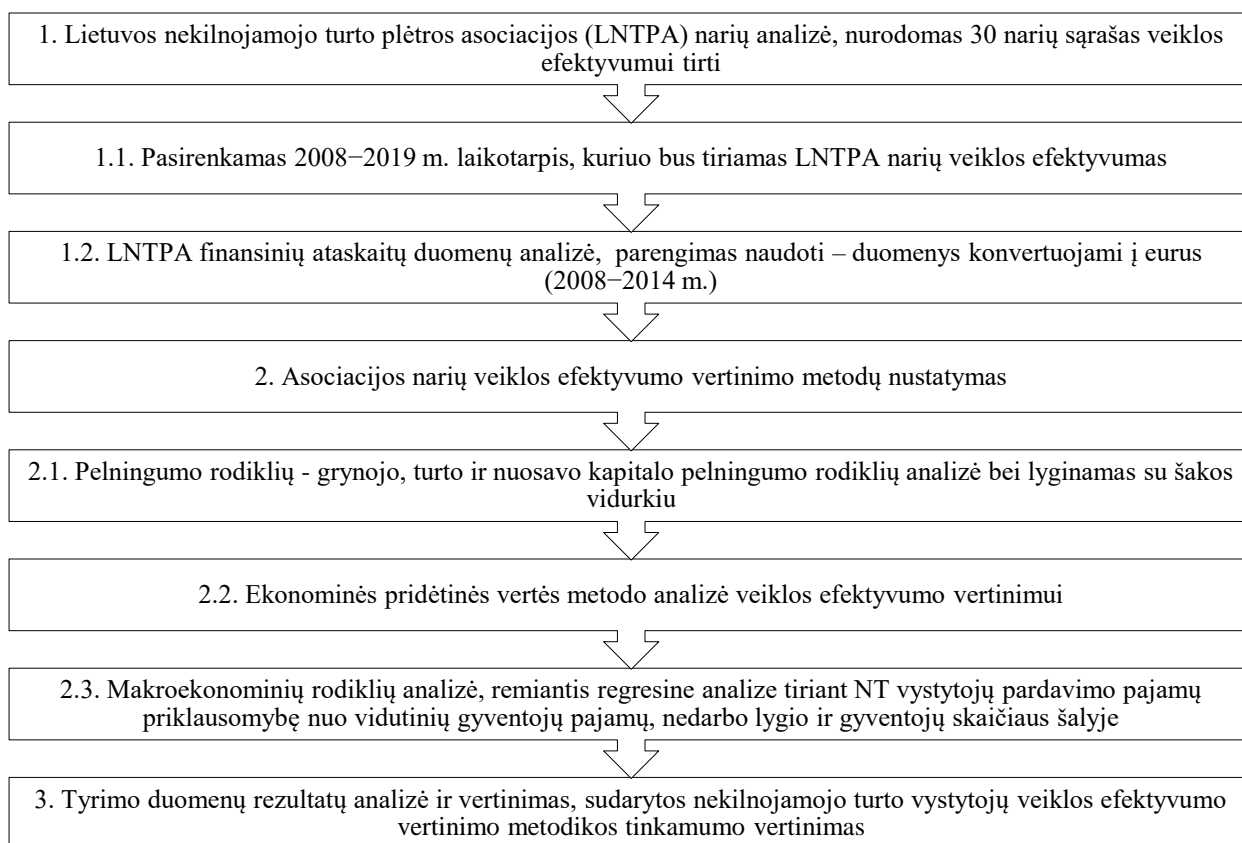 1. Lietuvos nekilnojamojo turto plėtros asociacijos (LNTPA) narių analizė, nurodomas 30 narių sąrašas veiklos
efektyvumui tirti
1.1. Pasirenkamas 2008−2019 m. laikotarpis, kuriuo bus tiriamas LNTPA narių veiklos efektyvumas
1.2. LNTPA finansinių ataskaitų duomenų analizė, parengimas naudoti – duomenys konvertuojami į eurus
(2008−2014 m.)
2. Asociacijos narių veiklos efektyvumo vertinimo metodų nustatymas
2.1. Pelningumo rodiklių - grynojo, turto ir nuosavo kapitalo pelningumo rodiklių analizė bei lyginamas su šakos
vidurkiu
2.2. Ekonominės pridėtinės vertės metodo analizė veiklos efektyvumo vertinimui
2.3. Makroekonominių rodiklių analizė, remiantis regresine analize tiriant NT vystytojų pardavimo pajamų
priklausomybę nuo vidutinių gyventojų pajamų, nedarbo lygio ir gyventojų skaičiaus šalyje
3. Tyrimo duomenų rezultatų analizė ir vertinimas, sudarytos nekilnojamojo turto vystytojų veiklos efektyvumo
vertinimo metodikos tinkamumo vertinimas